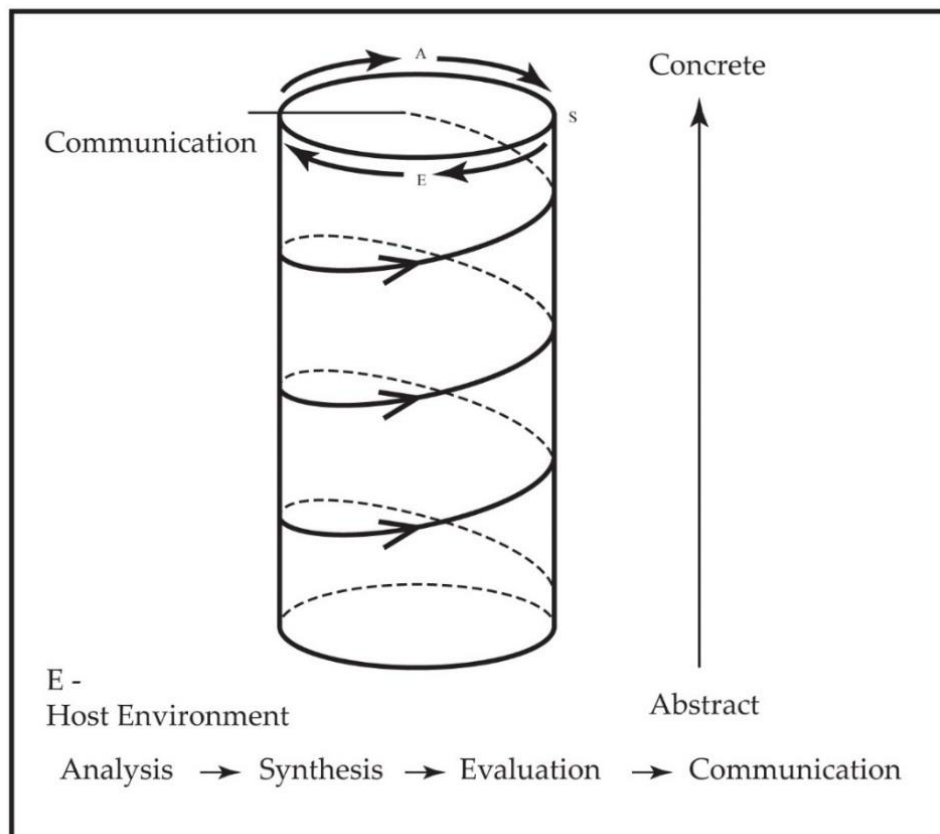 A
Concrete
S
Communication
E
E -
Host Environment
Abstract
Analysis → Synthesis → Evaluation → Communication